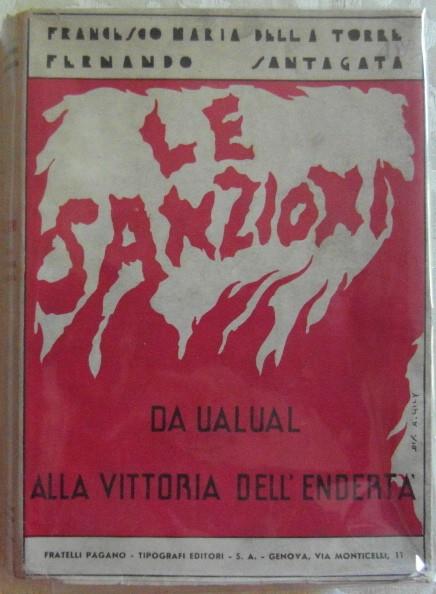 FRANCESCO MARIA DELLA TORRE
FERNANDO SANTAGATA
LE
SANZIONI
DA UALUAL
ALLA VITTORIA DELL'ENDERTÀ
FRATELLI PAGANO - TIPOGRAFI EDITORI - S. A. - GENOVA, VIA MONTICELLI, 11